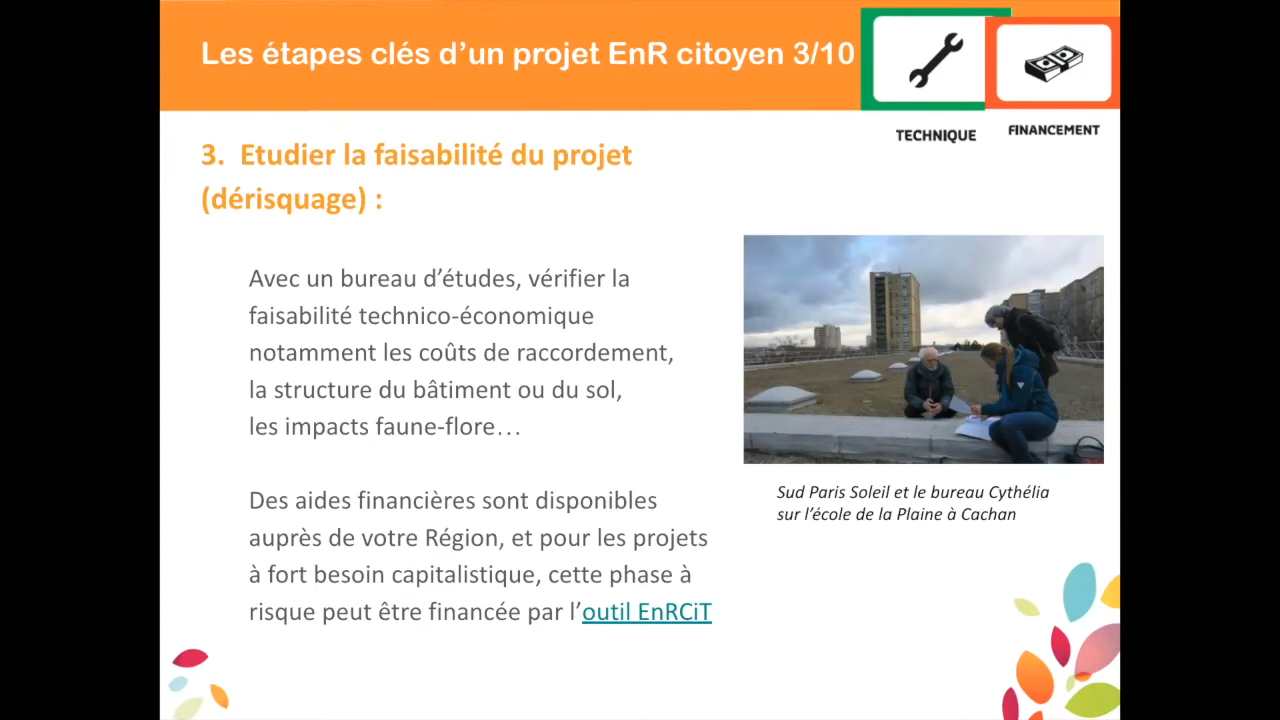 Les étapes clés d’un projet EnR citoyen 3/10
TECHNIQUE
FINANCEMENT
3. Etudier la faisabilité du projet
(dérisquage) :
Avec un bureau d’études, vérifier la
faisabilité technico-économique
notamment les coûts de raccordement,
la structure du bâtiment ou du sol,
les impacts faune-flore…
Des aides financières sont disponibles
auprès de votre Région, et pour les projets
à fort besoin capitalistique, cette phase à
risque peut être financée par l’outil EnRCiT
Sud Paris Soleil et le bureau Cythélia
sur l’école de la Plaine à Cachan